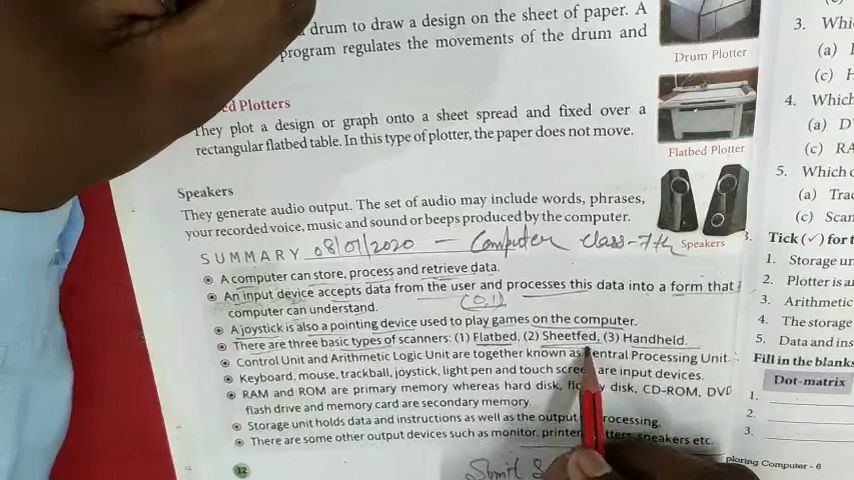 drum to draw a design on the sheet of paper. A
program regulates the movements of the drum and
Drum Plotter
ed Plotters
They plot a design or graph onto a sheet spread and fixed over a
rectangular flatbed table. In this type of plotter, the paper does not move.
Flatbed Plotter
Speakers
They generate audio output. The set of audio may include words, phrases,
your recorded voice, music and sound or beeps produced by the computer.
Speakers
SUMMARY 08/07/2020 - Computer class-7th
A computer can store, process and retrieve data.
An input device accepts data from the user and processes this data into a form that
computer can understand. (0,1)
A joystick is also a pointing device used to play games on the computer.
There are three basic types of scanners: (1) Flatbed, (2) Sheetfed, (3) Handheld.
Control Unit and Arithmetic Logic Unit are together known as Central Processing Unit.
Keyboard, mouse, trackball, joystick, light pen and touch screen are input devices.
RAM and ROM are primary memory whereas hard disk, disk, CD-ROM, DVD
flash drive and memory card are secondary memory.
Storage unit holds data and instructions as well as the output processing.
There are some other output devices such as monitor, printer, speakers etc.
12
3. Whi
(a)
(c)
4. Which
(a) D
(c) RA
5. Which
(a) Tra
(c) Scan
3. Tick (✓) for t
1. Storage un
2. Plotter is a
3. Arithmetic
4. The storage
5. Data and ins
Fill in the blanks
Dot-matrix
1.
2.
3.
ploring Computer - 6